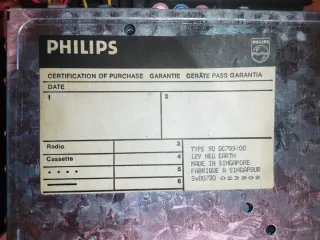 PHILIPS
PHILIPS
CERTIFICATION OF PURCHASE GARANTIE GERÄTE PASS GARANTIA
DATE
1
2
Radio 3
Cassette 4
5
6
TYPE 90 DC793/00
12V NEG EARTH
MADE IN SINGAPORE
FABRIQUE A SINGAPOUR
023308